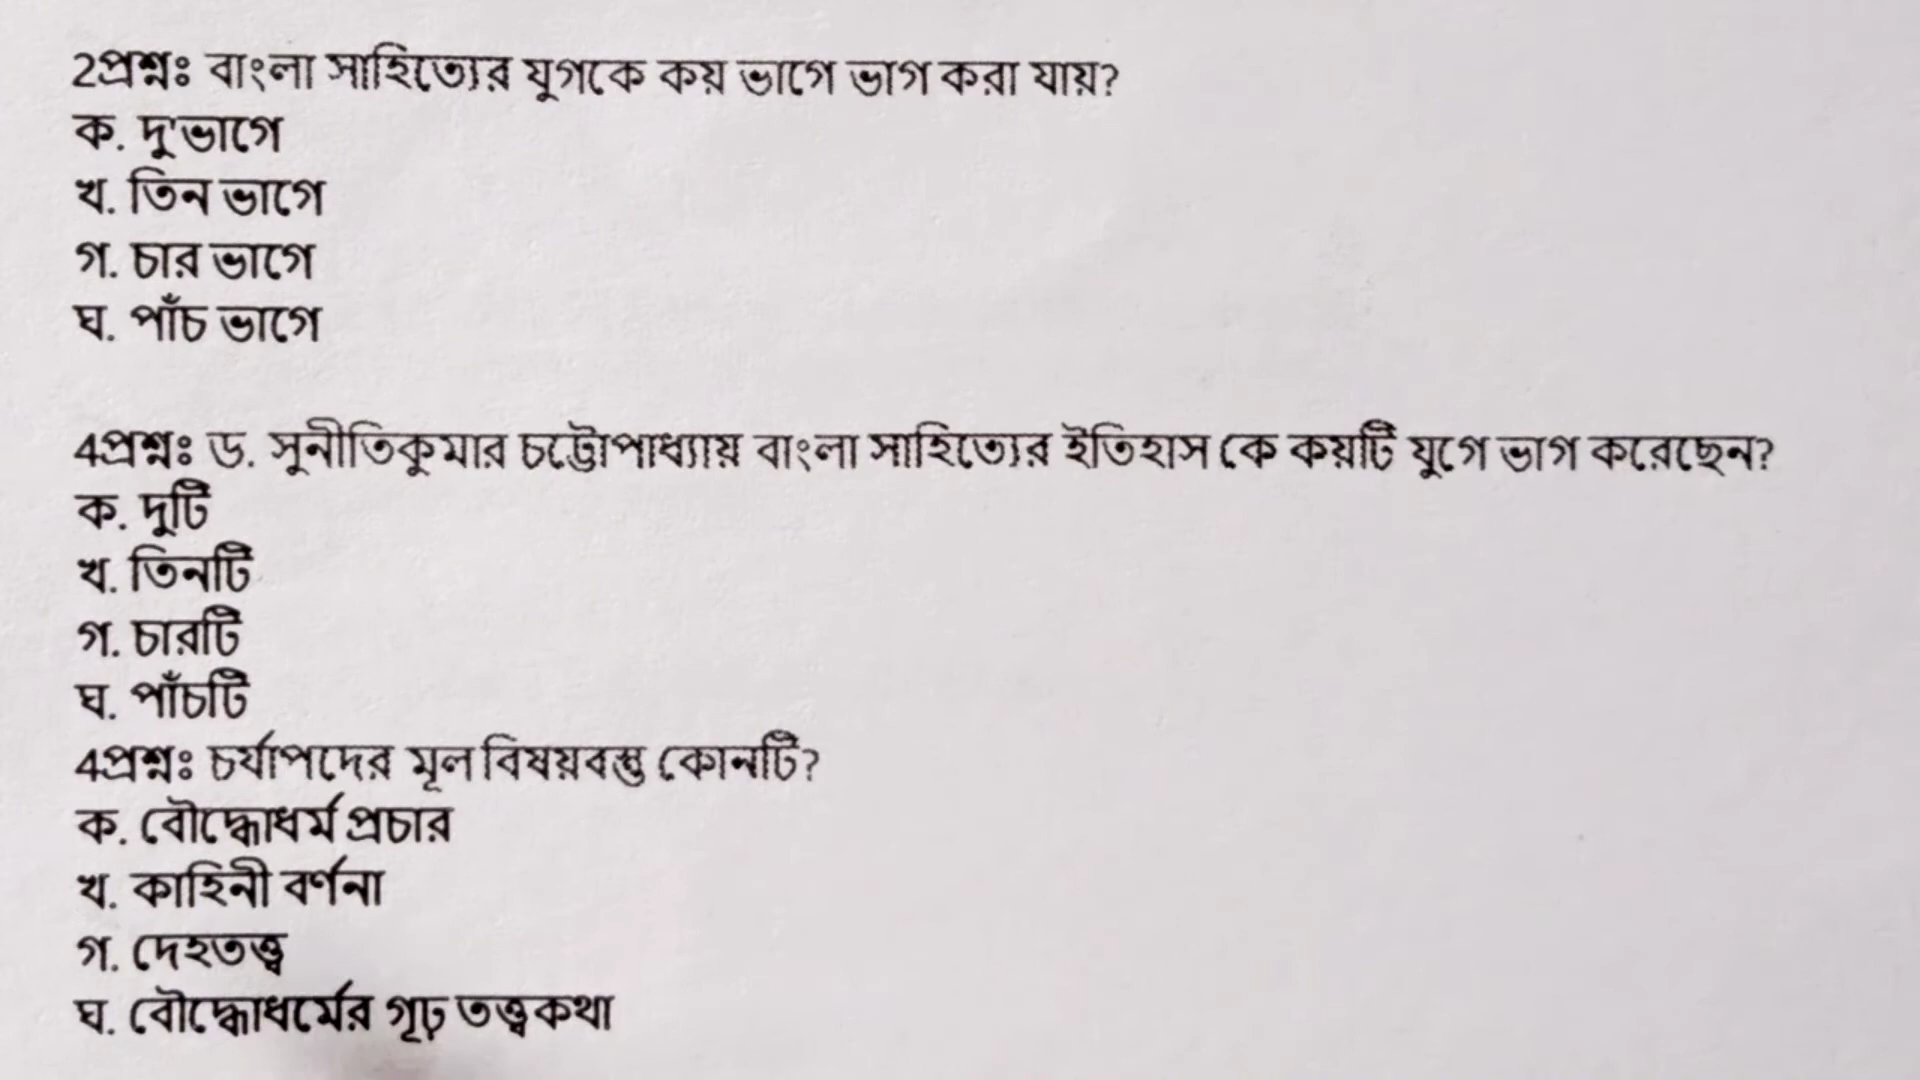 2প্রশ্নঃ বাংলা সাহিত্যের যুগকে কয় ভাগে ভাগ করা যায়?
ক. দু'ভাগে
খ. তিন ভাগে
গ. চার ভাগে
ঘ. পাঁচ ভাগে
4প্রশ্নঃ ড. সুনীতিকুমার চট্টোপাধ্যায় বাংলা সাহিত্যের ইতিহাস কে কয়টি যুগে ভাগ করেছেন?
ক. দুটি
খ. তিনটি
গ. চারটি
ঘ. পাঁচটি
4প্রশ্নঃ চর্যাপদের মূল বিষয়বস্তু কোনটি?
ক. বৌদ্ধোধর্ম প্রচার
খ. কাহিনী বর্ণনা
গ. দেহতত্ত্ব
ঘ. বৌদ্ধোধর্মের গূঢ় তত্ত্বকথা